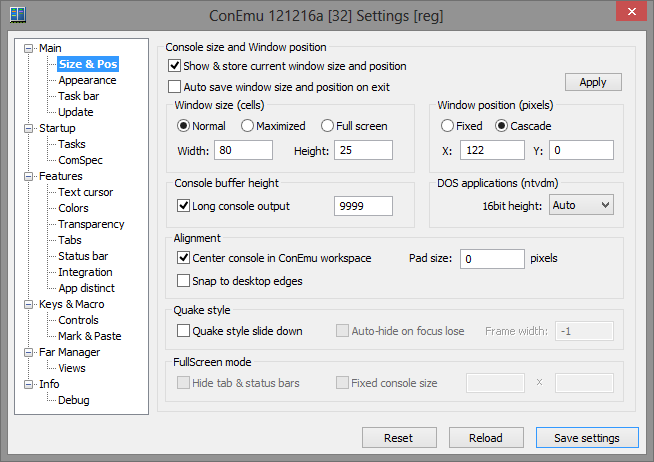 ConEmu 121216a [32] Settings [reg]
Main
Size & Pos
Appearance
Task bar
Update
Startup
Tasks
ComSpec
Features
Text cursor
Colors
Transparency
Tabs
Status bar
Integration
App distinct
Keys & Macro
Controls
Mark & Paste
Far Manager
Views
Info
Debug
Console size and Window position
Show & store current window size and position
Auto save window size and position on exit
Apply
Window size (cells)
Normal Maximized Full screen
Width: 80 Height: 25
Window position (pixels)
Fixed Cascade
X: 122 Y: 0
Console buffer height
Long console output 9999
DOS applications (ntvdm)
16bit height: Auto
Alignment
Center console in ConEmu workspace Pad size: 0 pixels
Snap to desktop edges
Quake style
Quake style slide down Auto-hide on focus lose Frame width: -1
FullScreen mode
Hide tab & status bars Fixed console size x
Reset Reload Save settings